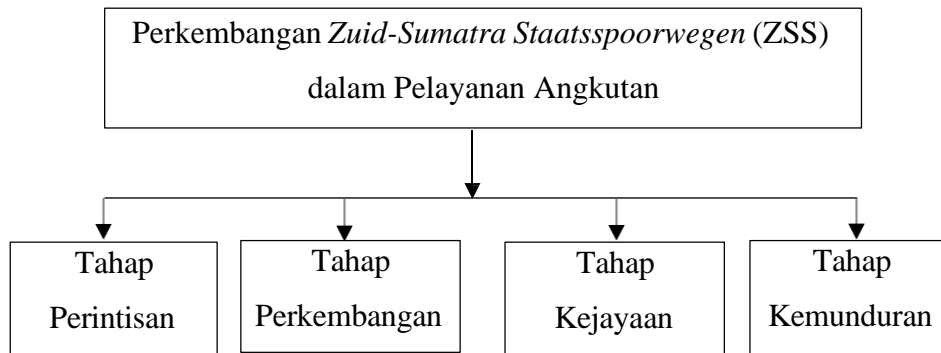 Perkembangan Zuid-Sumatra Staatsspoorwegen (ZSS)
dalam Pelayanan Angkutan
Tahap
Perintisan
Tahap
Perkembangan
Tahap
Kejayaan
Tahap
Kemunduran